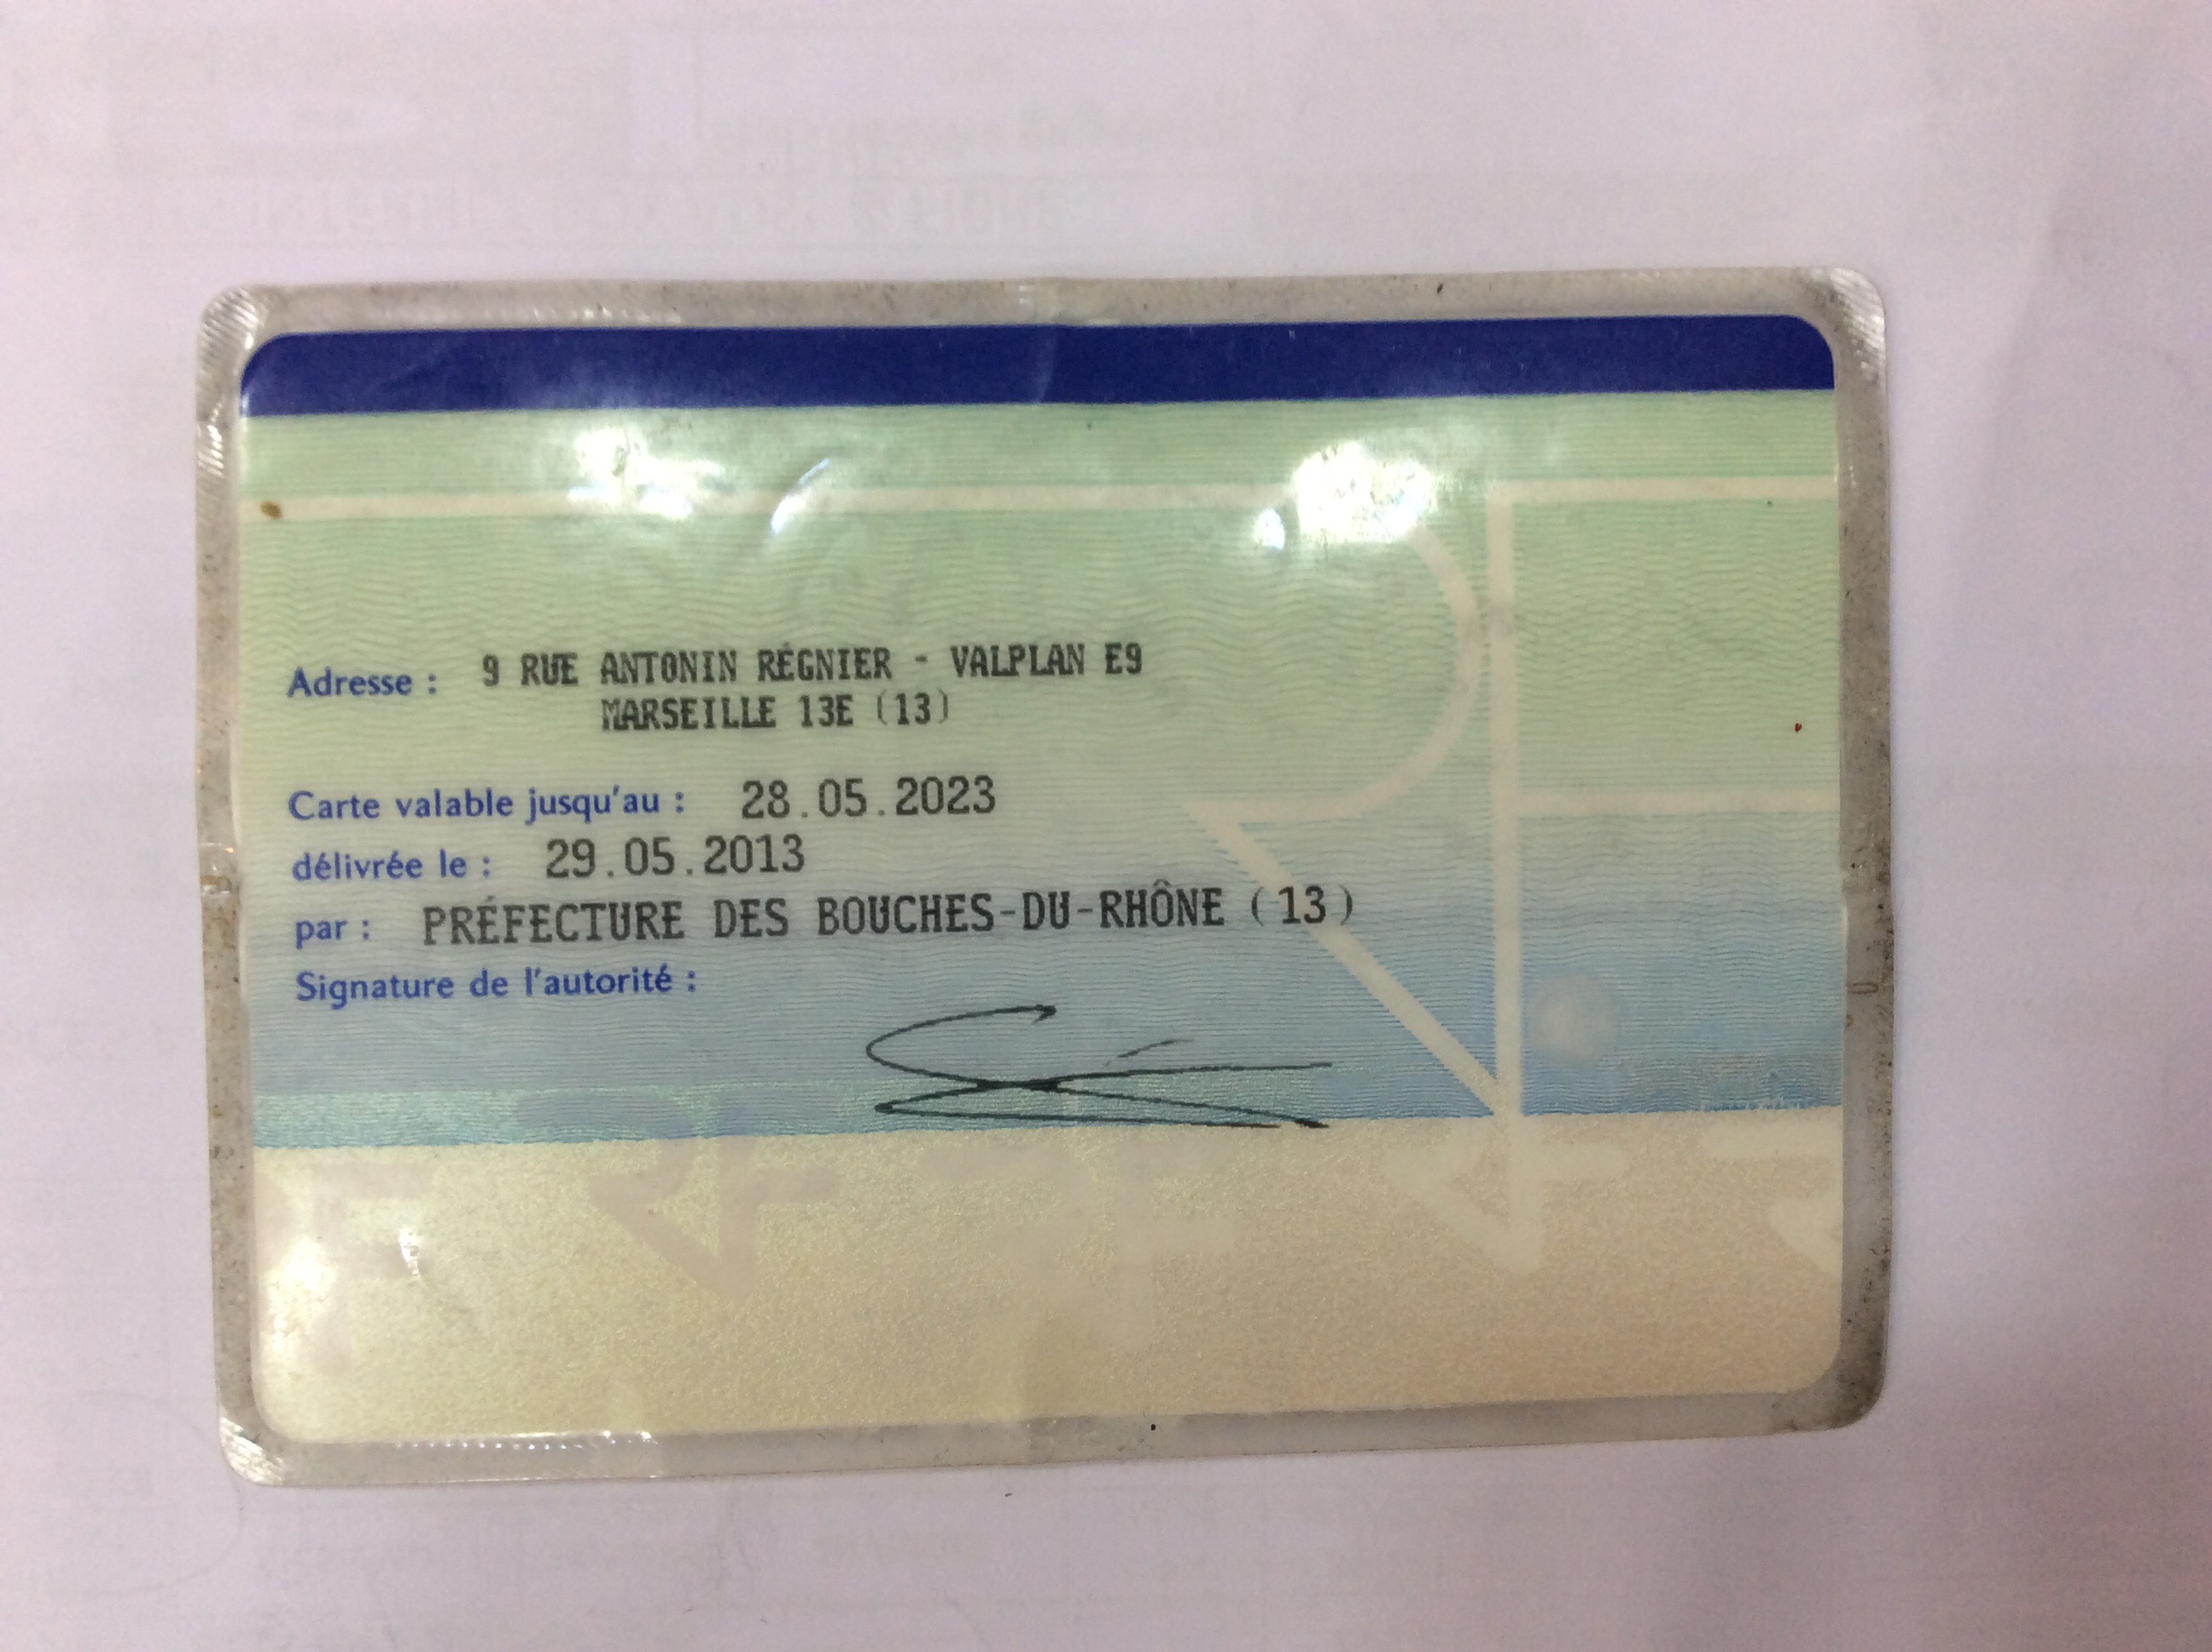 Adresse : 9 RUE ANTONIN RÉGNIER - VALPLAN E9
MARSEILLE 13E (13)
Carte valable jusqu'au : 28.05.2023
délivrée le : 29.05.2013
par : PRÉFECTURE DES BOUCHES-DU-RHÔNE (13)
Signature de l'autorité :